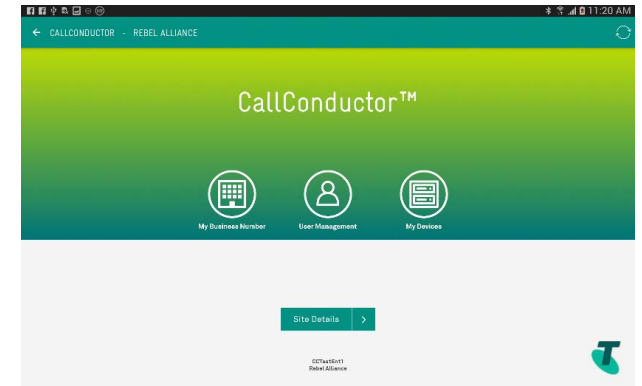 11:20 AM
CALLCONDUCTOR - REBEL ALLIANCE
CallConductor™
My Business Number
User Management
My Devices
Site Details
CCTestEnt1
Rebel Alliance